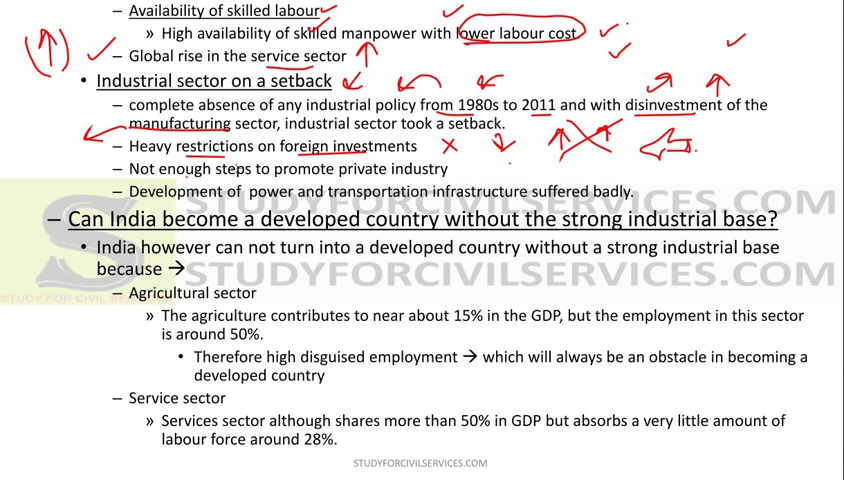 – Availability of skilled labour
» High availability of skilled manpower with lower labour cost
– Global rise in the service sector
• Industrial sector on a setback
– complete absence of any industrial policy from 1980s to 2011 and with disinvestment of the
manufacturing sector, industrial sector took a setback.
– Heavy restrictions on foreign investments
– Not enough steps to promote private industry
– Development of power and transportation infrastructure suffered badly.
STUDYFORCIVILSERVICES.COM
– Can India become a developed country without the strong industrial base?
• India however can not turn into a developed country without a strong industrial base
because →
STUDYFORCIVILSERVICES.COM
STUDY FOR CIVIL SERVICES
– Agricultural sector
» The agriculture contributes to near about 15% in the GDP, but the employment in this sector
is around 50%.
• Therefore high disguised employment → which will always be an obstacle in becoming a
developed country
– Service sector
» Services sector although shares more than 50% in GDP but absorbs a very little amount of
labour force around 28%.
STUDYFORCIVILSERVICES.COM